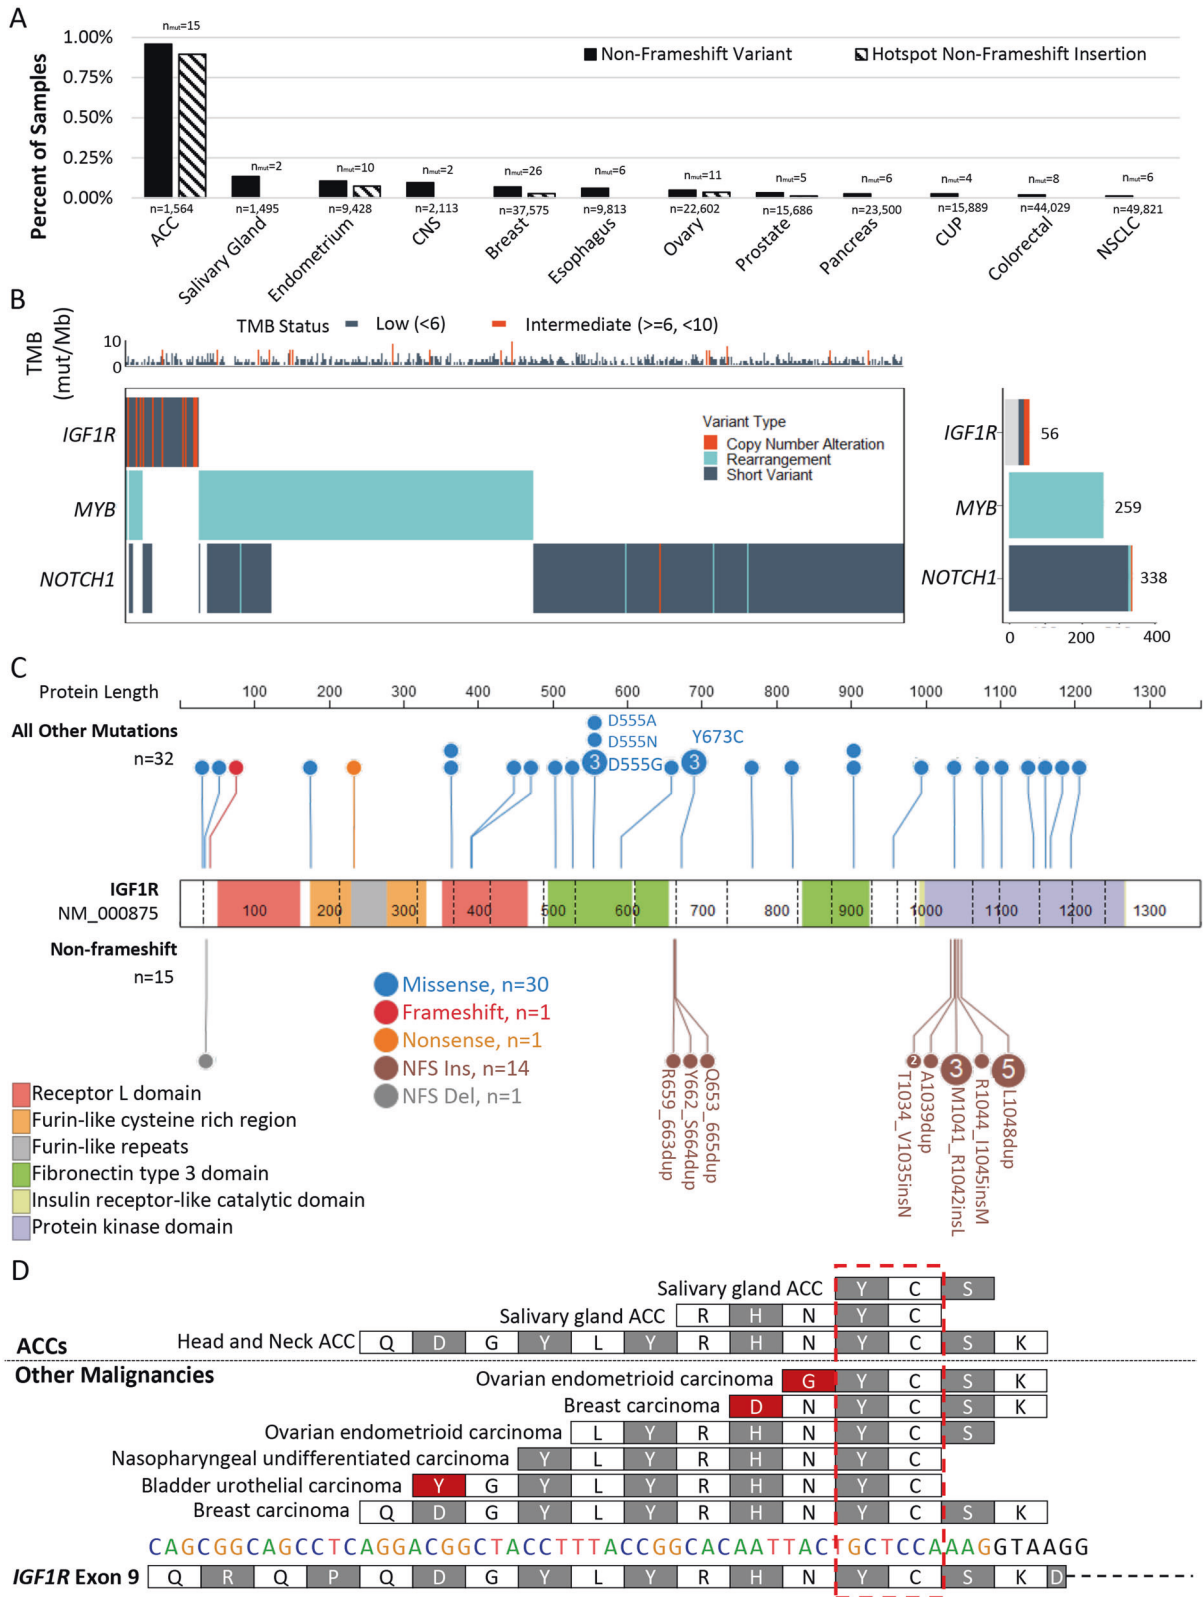 A
Percent of Samples
1.00%
0.75%
0.50%
0.25%
0.00%
Non-Frameshift Variant
Hotspot Non-Frameshift Insertion
nmut=15
nmut=2
nmut=10
nmut=2
nmut=26
nmut=6
nmut=11
nmut=5
nmut=6
nmut=4
nmut=8
nmut=6
n=1,564
n=1,495
n=9,428
n=2,113
n=37,575
n=9,813
n=22,602
n=15,686
n=23,500
n=15,889
n=44,029
n=49,821
ACC
Salivary Gland
Endometrium
CNS
Breast
Esophagus
Ovary
Prostate
Pancreas
CUP
Colorectal
NSCLC
B
TMB Status
Low (<6)
Intermediate (>=6, <10)
TMB
(mut/Mb)
10
0
IGF1R
MYB
NOTCH1
Variant Type
Copy Number Alteration
Rearrangement
Short Variant
IGF1R
56
MYB
259
NOTCH1
338
0 200 400
C
Protein Length
100 200 300 400 500 600 700 800 900 1000 1100 1200 1300
All Other Mutations
n=32
D555A
D555N
3
D555G
Y673C
3
IGF1R
NM_000875
100 200 300 400 500 600 700 800 900 1000 1100 1200 1300
Non-frameshift
n=15
Missense, n=30
Frameshift, n=1
Nonsense, n=1
NFS Ins, n=14
NFS Del, n=1
R659_663dup
Y662_S664dup
Q653_665dup
2
3
5
T1034_V1035insN
A1039dup
M1041_R1042insL
R1044_I1045insM
L1048dup
Receptor L domain
Furin-like cysteine rich region
Furin-like repeats
Fibronectin type 3 domain
Insulin receptor-like catalytic domain
Protein kinase domain
D
Salivary gland ACC Y C S
Salivary gland ACC R H N Y C
Head and Neck ACC Q D G Y L Y R H N Y C S K
ACCs
Other Malignancies
Ovarian endometrioid carcinoma G Y C S K
Breast carcinoma D N Y C S K
Ovarian endometrioid carcinoma L Y R H N Y C S
Nasopharyngeal undifferentiated carcinoma Y L Y R H N Y C
Bladder urothelial carcinoma Y G Y L Y R H N Y C
Breast carcinoma Q D G Y L Y R H N Y C S K
CAGCGGCAGCCTCAGGACGGCTACCTTTACCGGCACAATTACTGCTCCAAAGGTAAGG
IGF1R Exon 9 Q R Q P Q D G Y L Y R H N Y C S K D